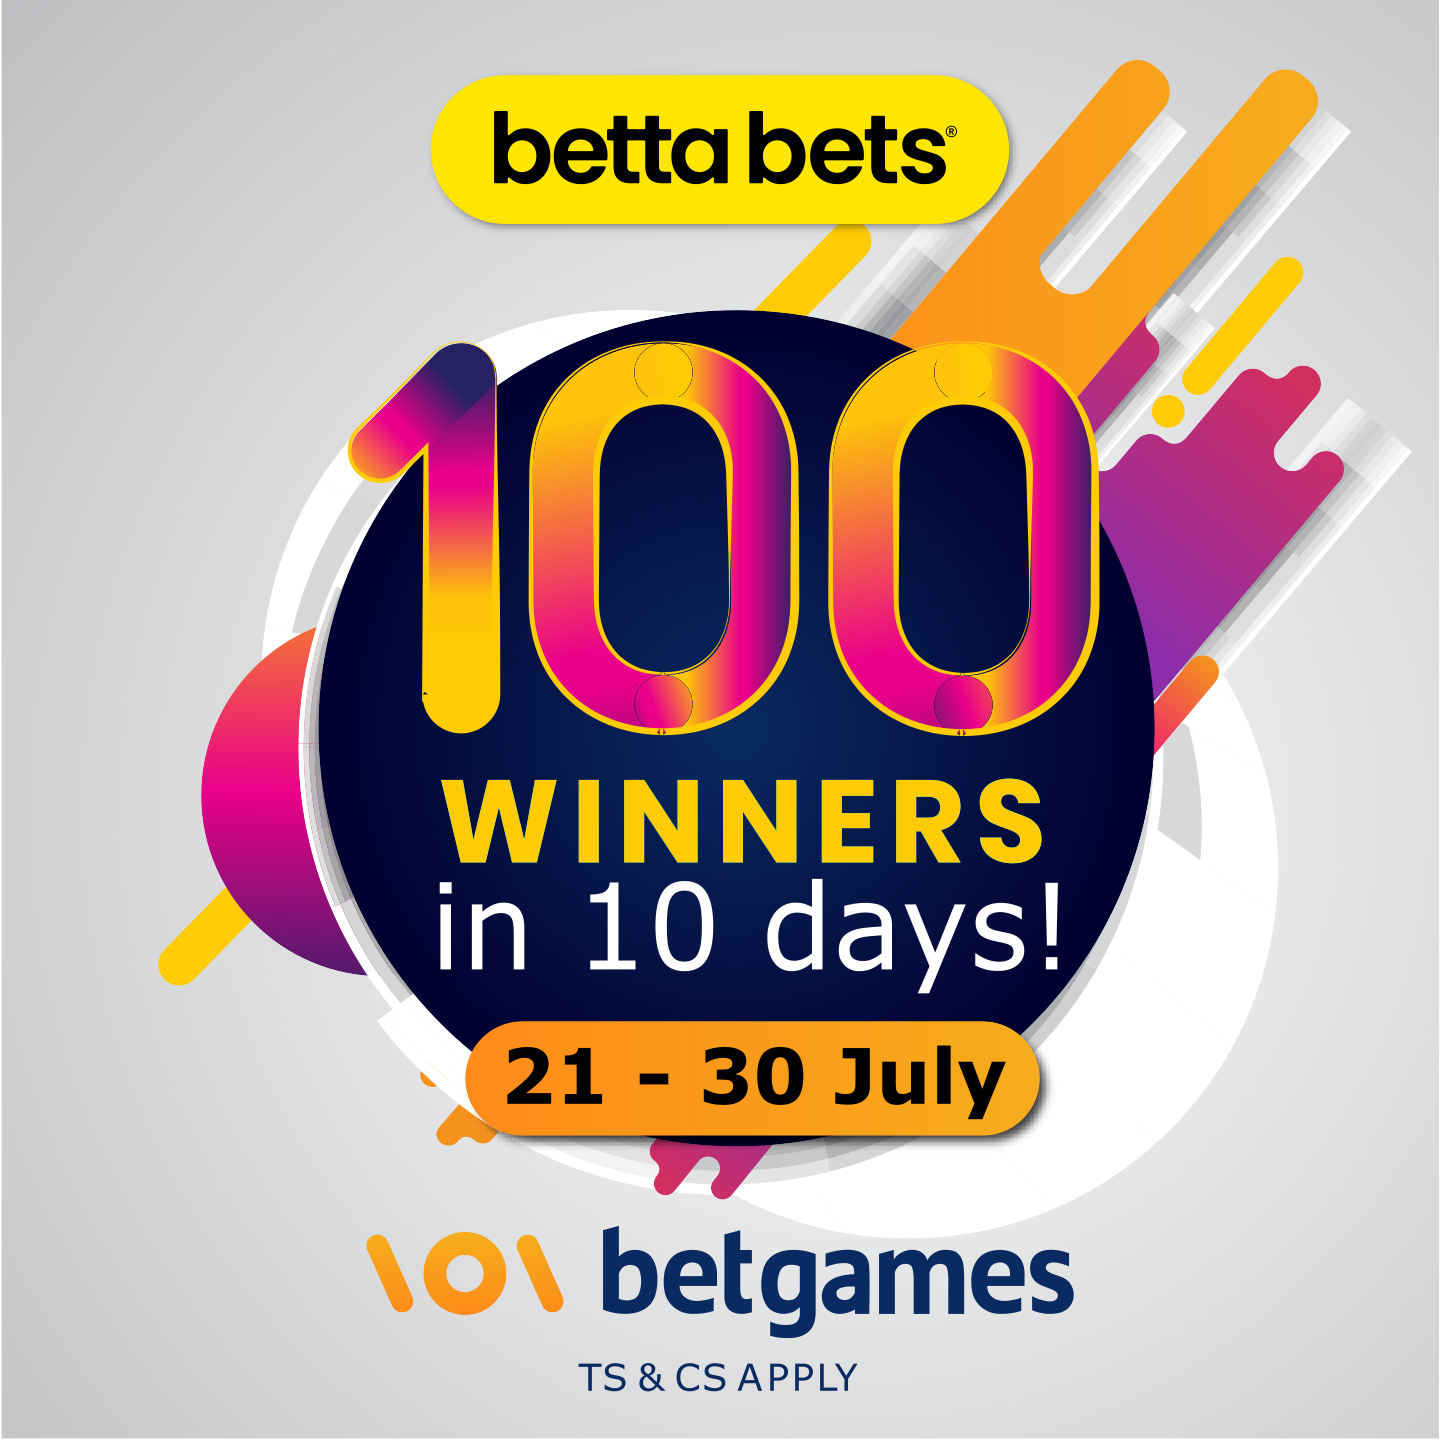 betta bets®
100
WINNERS
in 10 days!
21 - 30 July
betgames
TS & CS APPLY